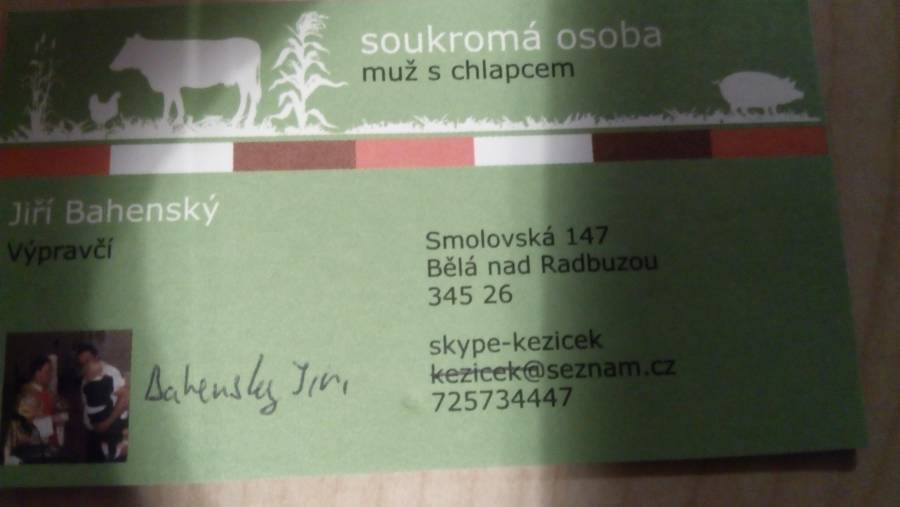 soukromá osoba
muž s chlapcem
Jiří Bahenský
Výpravčí
Smolovská 147
Bělá nad Radbuzou
345 26
skype-kezicek
kezicek@seznam.cz
725734447
Bahenský Jiří